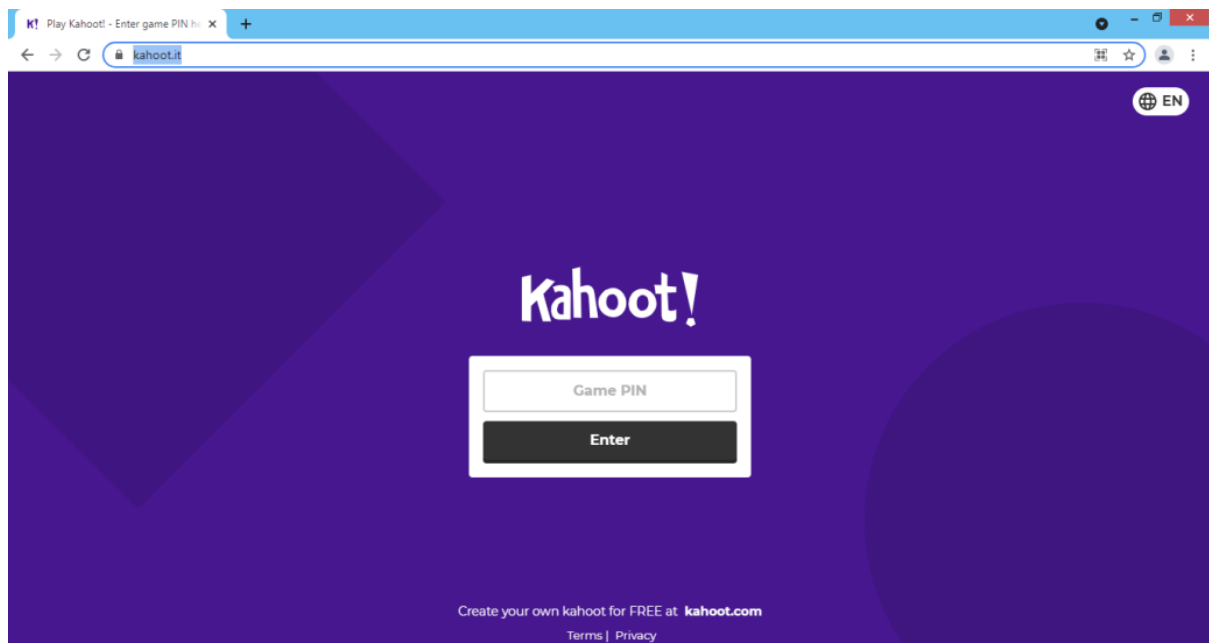 K! Play Kahoot! - Enter game PIN he
kahoot.it
EN
Kahoot!
Game PIN
Enter
Create your own kahoot for FREE at kahoot.com
Terms | Privacy